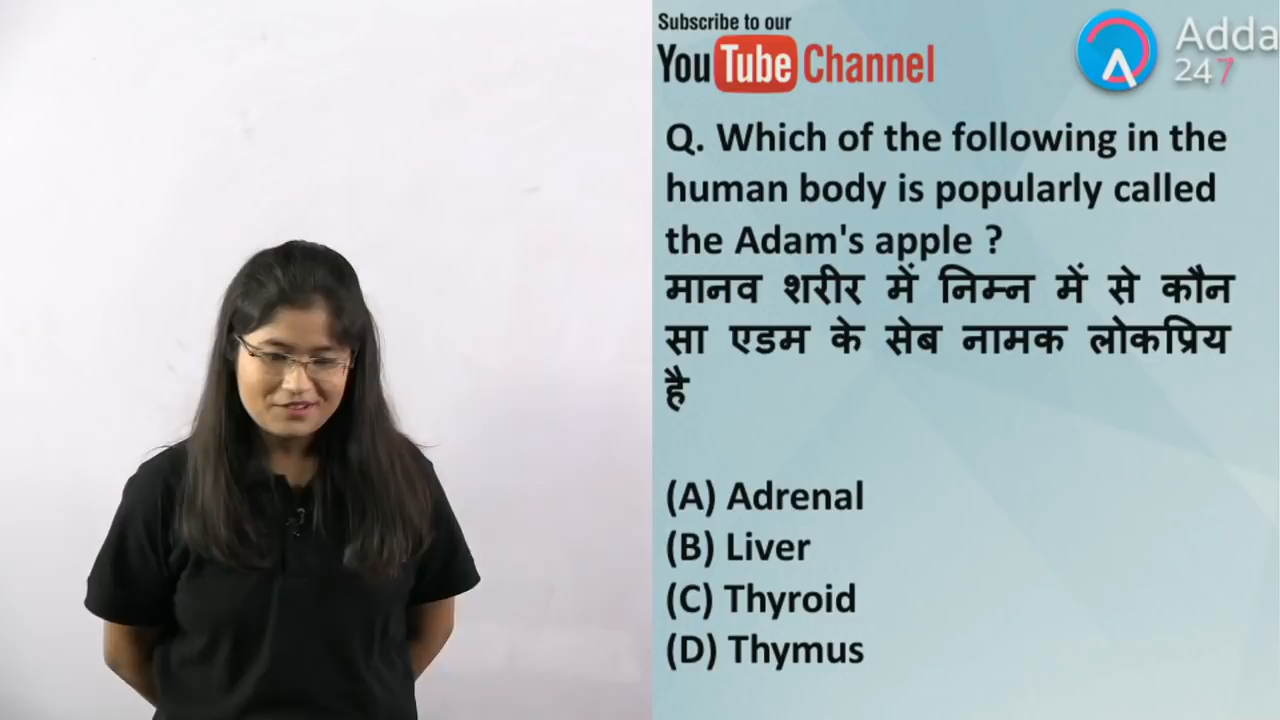 Subscribe to our
YouTube Channel
Adda
247
Q. Which of the following in the
human body is popularly called
the Adam's apple ?
मानव शरीर में निम्न में से कौन
सा एडम के सेब नामक लोकप्रिय
है
(A) Adrenal
(B) Liver
(C) Thyroid
(D) Thymus